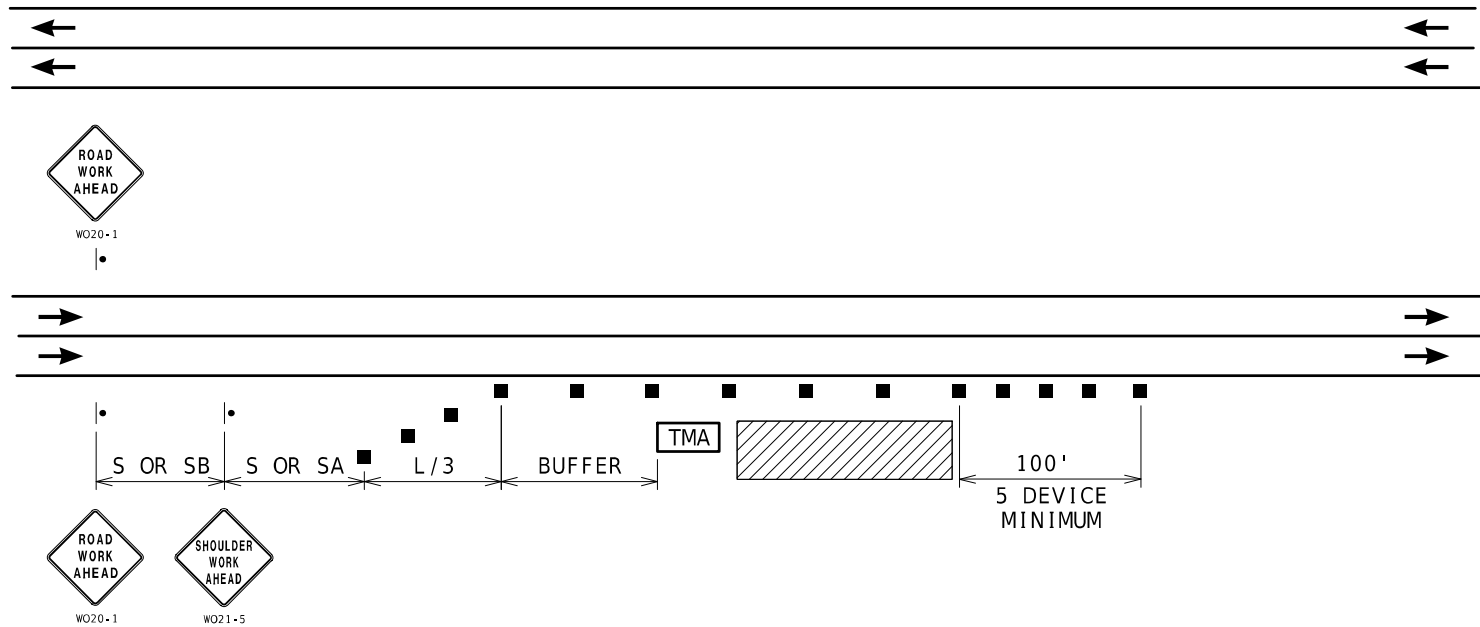 ROAD
WORK
AHEAD
WO20-1
TMA
S OR SB
S OR SA
L/3
BUFFER
100'
5 DEVICE
MINIMUM
ROAD
WORK
AHEAD
WO20-1
SHOULDER
WORK
AHEAD
WO21-5